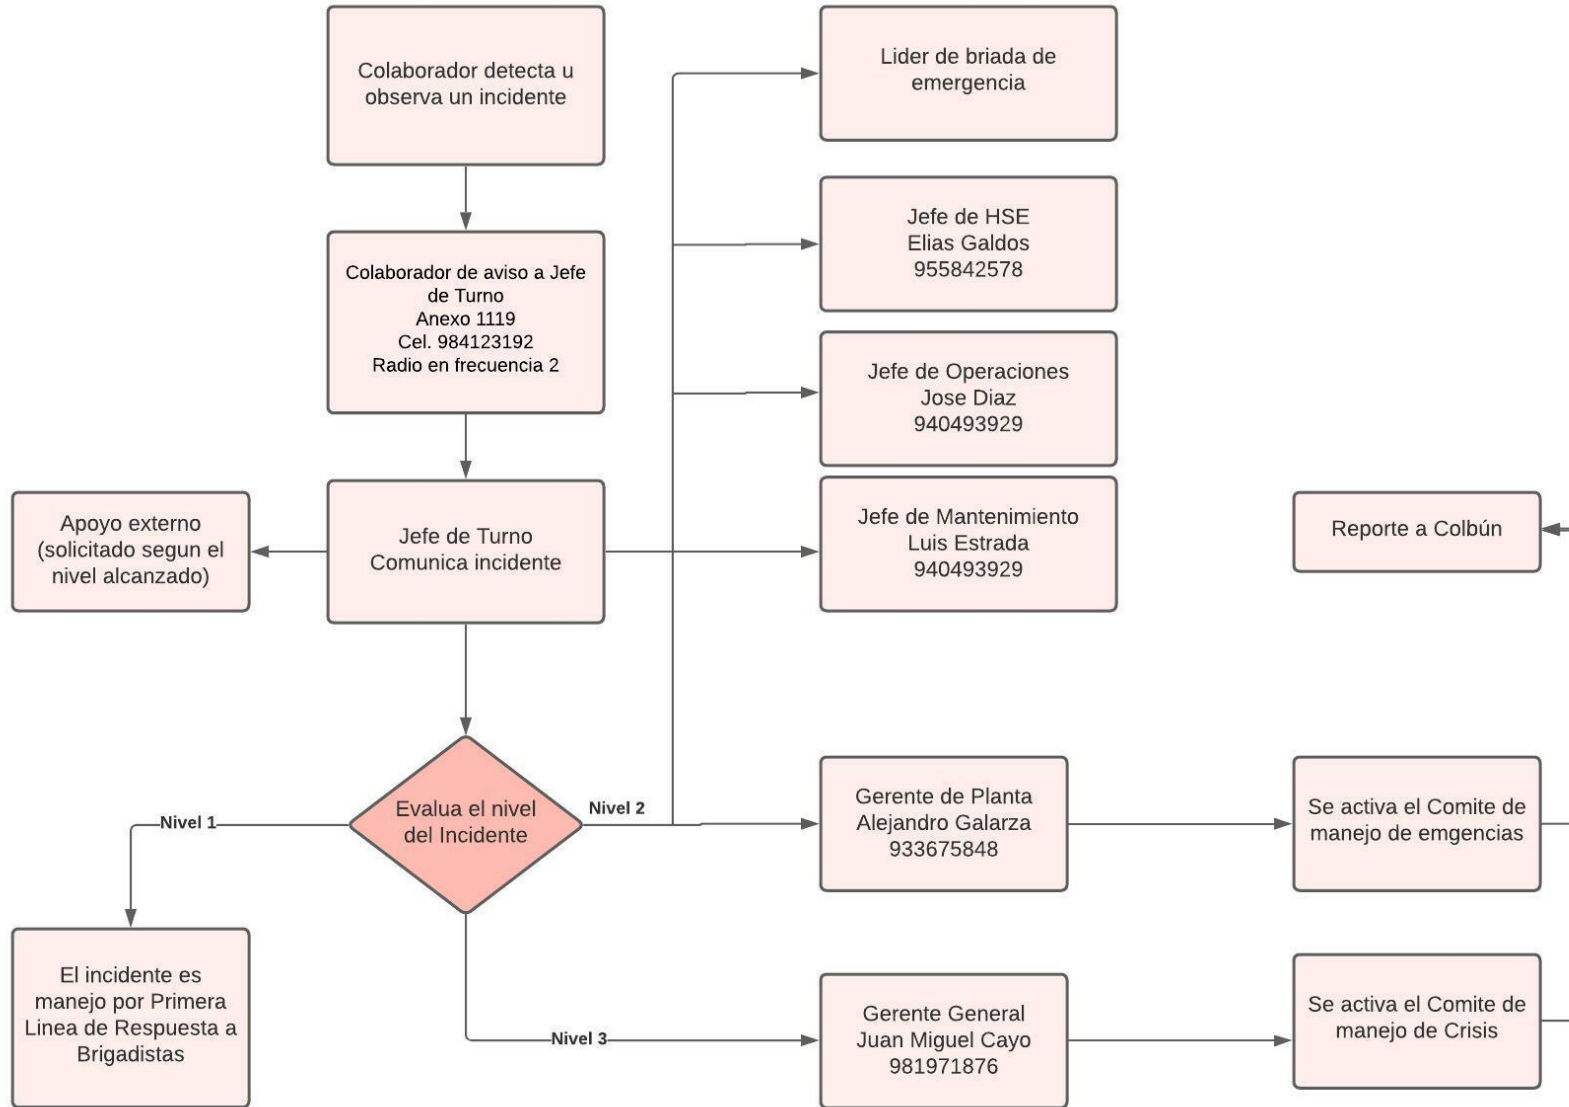 Colaborador detecta u
observa un incidente
Colaborador de aviso a Jefe
de Turno
Anexo 1119
Cel. 984123192
Radio en frecuencia 2
Jefe de Turno
Comunica incidente
Apoyo externo
(solicitado segun el
nivel alcanzado)
Lider de briada de
emergencia
Jefe de HSE
Elias Galdos
955842578
Jefe de Operaciones
Jose Diaz
940493929
Jefe de Mantenimiento
Luis Estrada
940493929
Reporte a Colbún
Evalua el nivel
del Incidente
Nivel 1
Nivel 2
Nivel 3
El incidente es
manejo por Primera
Linea de Respuesta a
Brigadistas
Gerente de Planta
Alejandro Galarza
933675848
Se activa el Comite de
manejo de emgencias
Gerente General
Juan Miguel Cayo
981971876
Se activa el Comite de
manejo de Crisis